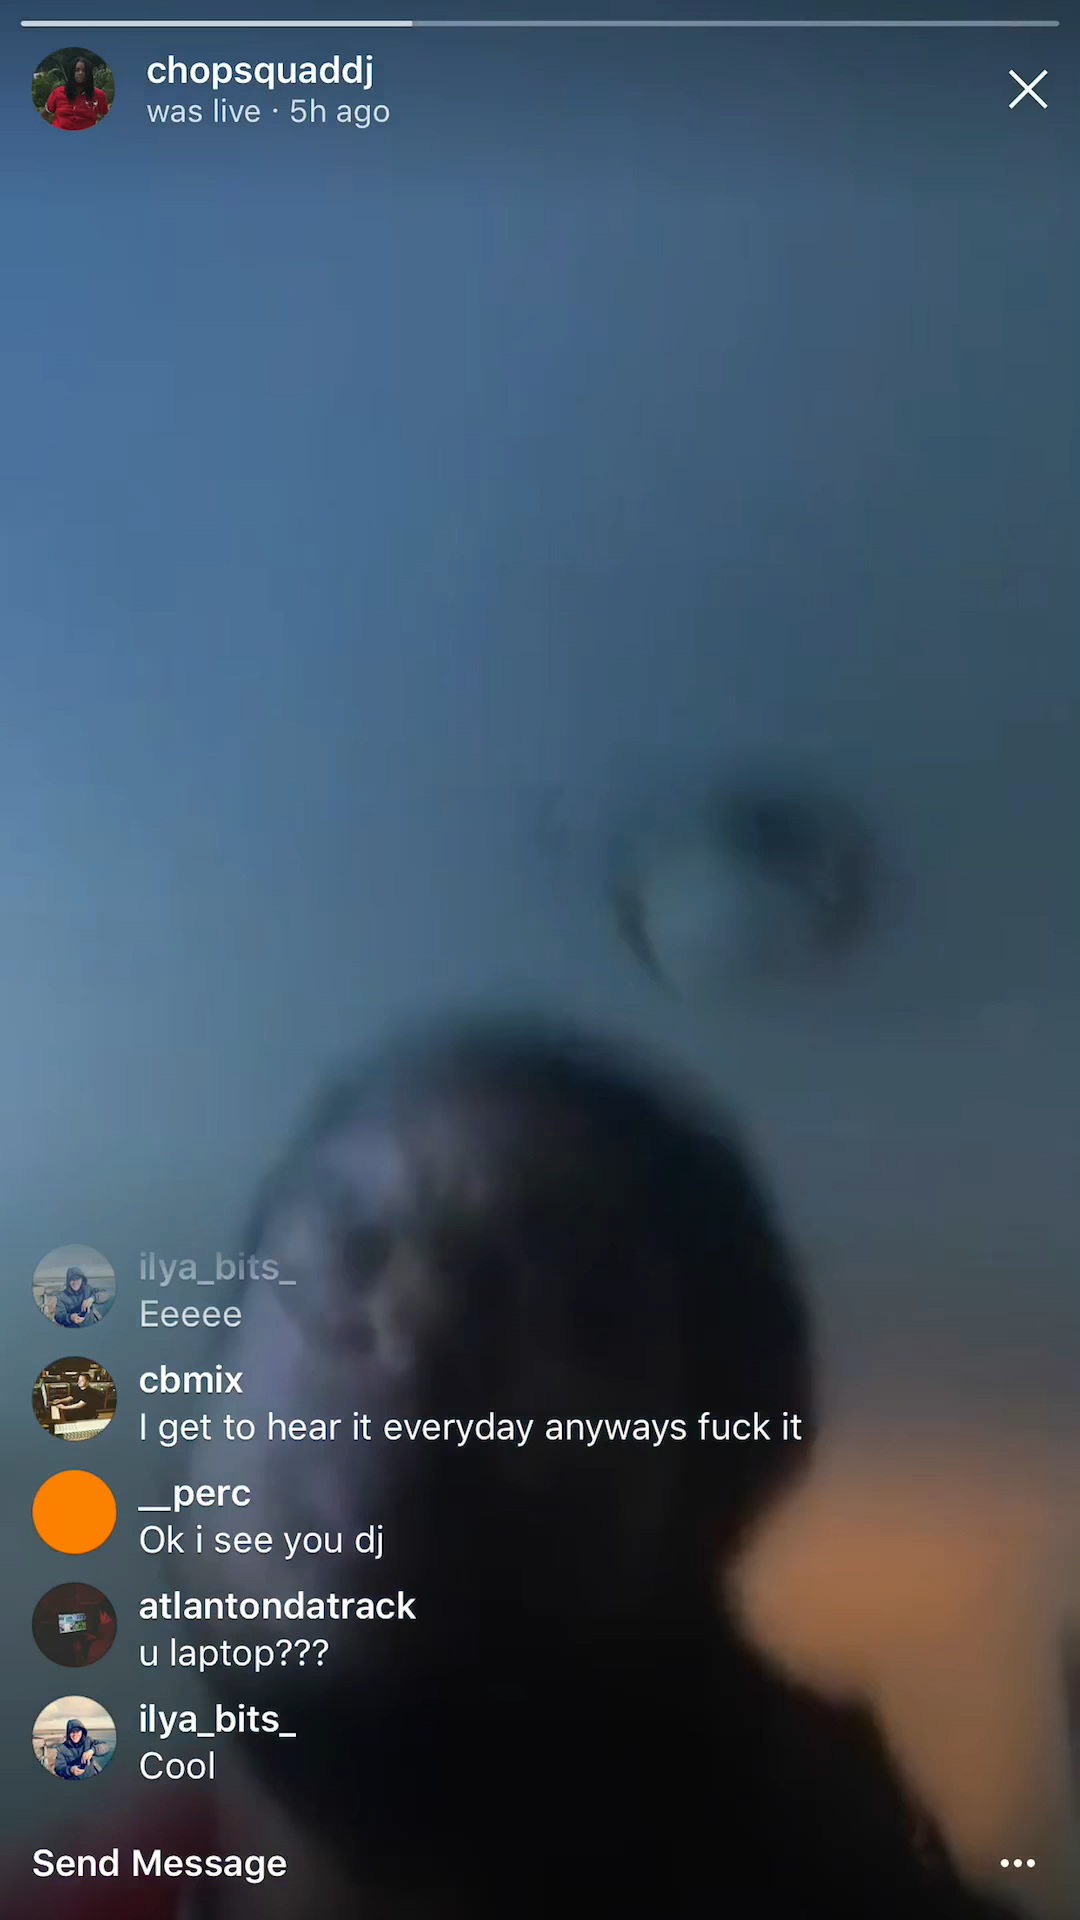 chopsquaddj
was live · 5h ago
ilya_bits_
Eeeee
cbmix
I get to hear it everyday anyways fuck it
__perc
Ok i see you dj
atlantondatrack
u laptop???
ilya_bits_
Cool
Send Message